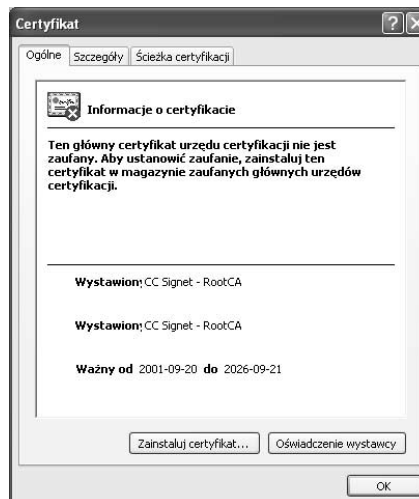 Certyfikat
Ogólne Szczegóły Ścieżka certyfikacji
Informacje o certyfikacie
Ten główny certyfikat urzędu certyfikacji nie jest
zaufany. Aby ustanowić zaufanie, zainstaluj ten
certyfikat w magazynie zaufanych głównych urzędów
certyfikacji.
Wystawiony CC Signet - RootCA
Wystawiony CC Signet - RootCA
Ważny od 2001-09-20 do 2026-09-21
Zainstaluj certyfikat... Oświadczenie wystawcy
OK